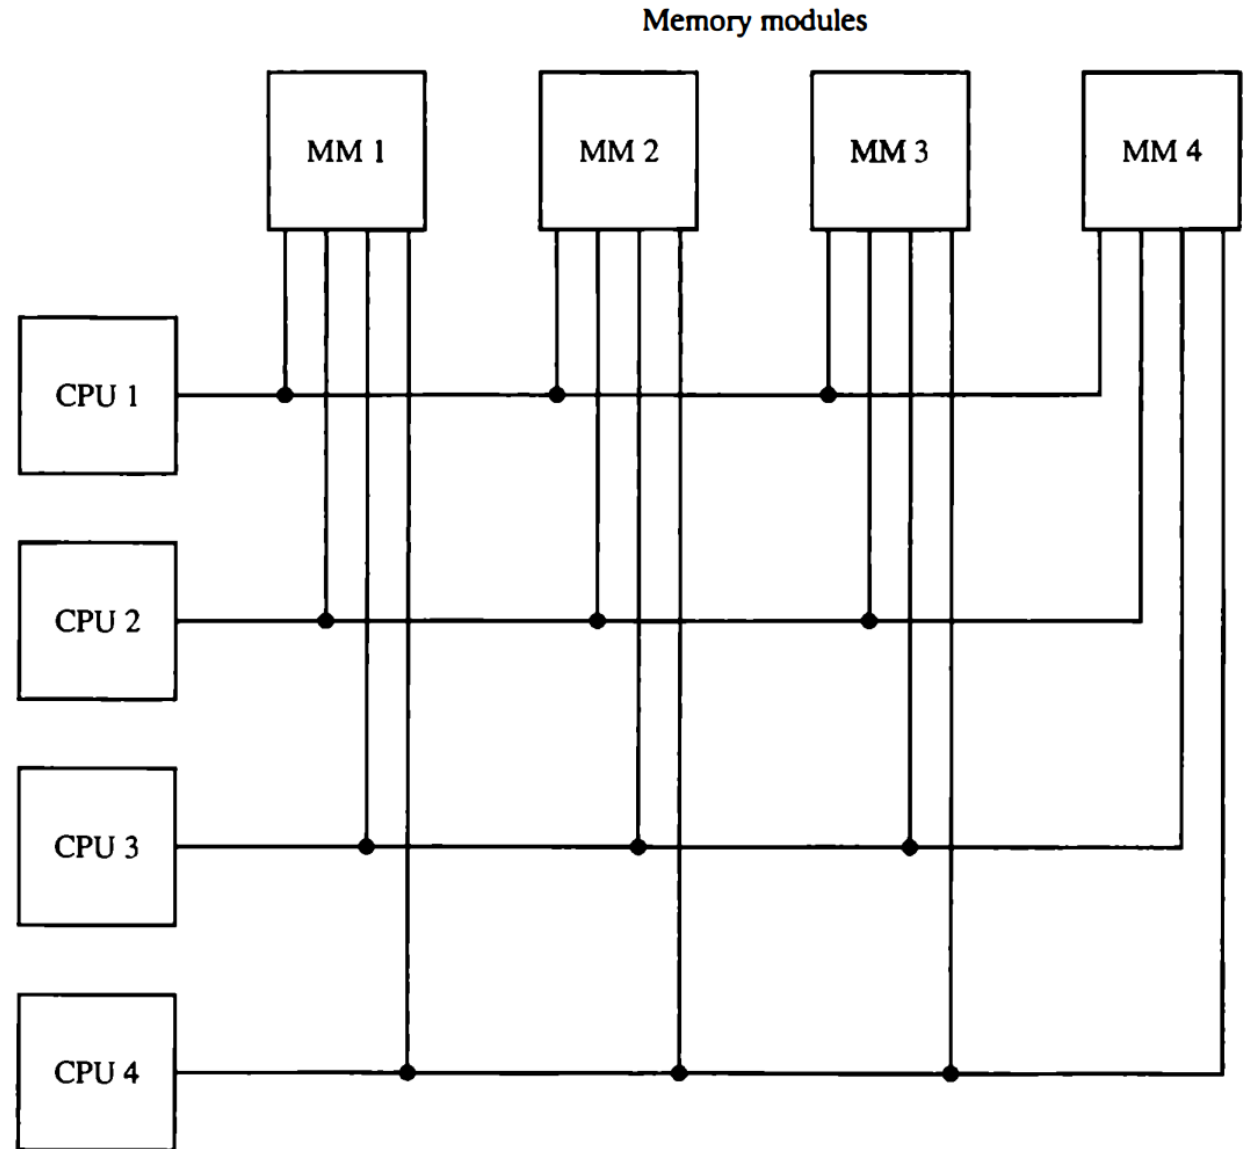 Memory modules
MM 1
MM 2
MM 3
MM 4
CPU 1
CPU 2
CPU 3
CPU 4